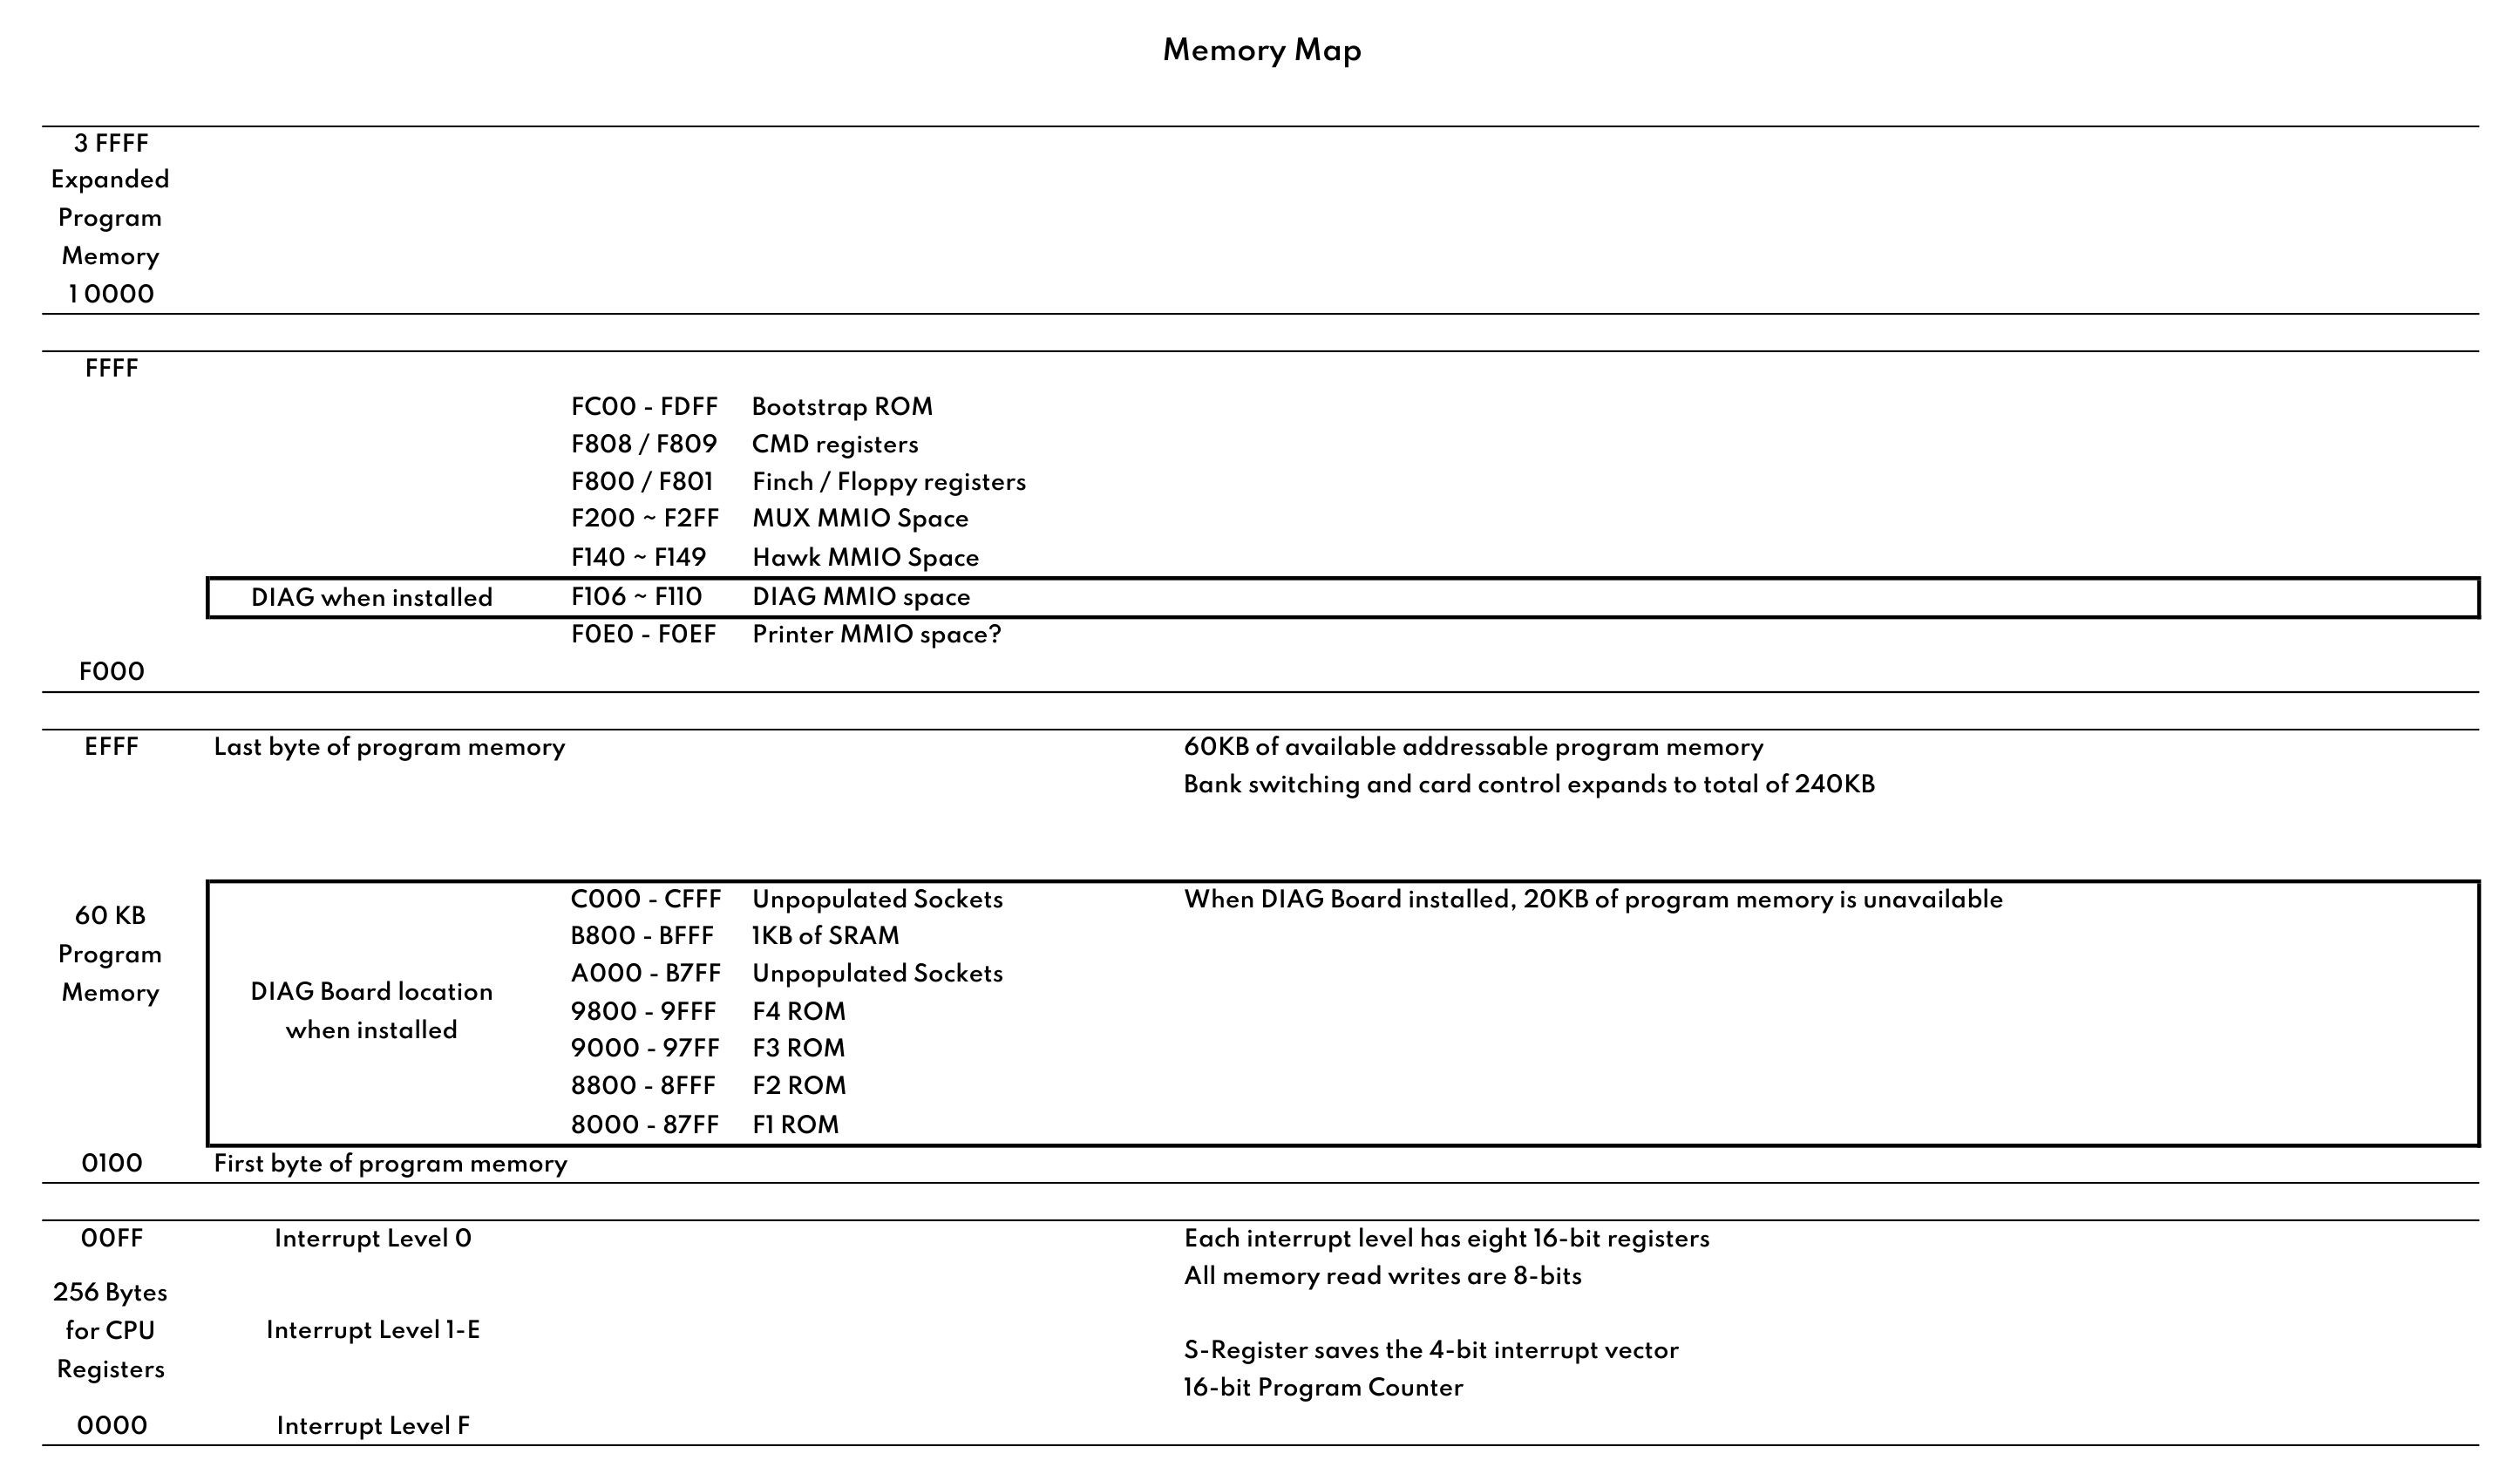 Memory Map
3 FFFF
Expanded
Program
Memory
1 0000
FFFF
FC00 - FDFF Bootstrap ROM
F808 / F809 CMD registers
F800 / F801 Finch / Floppy registers
F200 ~ F2FF MUX MMIO Space
F140 ~ F149 Hawk MMIO Space
DIAG when installed F106 ~ F110 DIAG MMIO space
F0E0 - F0EF Printer MMIO space?
F000
EFFF Last byte of program memory 60KB of available addressable program memory
Bank switching and card control expands to total of 240KB
60 KB
Program
Memory
DIAG Board location
when installed
C000 - CFFF Unpopulated Sockets When DIAG Board installed, 20KB of program memory is unavailable
B800 - BFFF 1KB of SRAM
A000 - B7FF Unpopulated Sockets
9800 - 9FFF F4 ROM
9000 - 97FF F3 ROM
8800 - 8FFF F2 ROM
8000 - 87FF F1 ROM
0100 First byte of program memory
00FF Interrupt Level 0 Each interrupt level has eight 16-bit registers
All memory read writes are 8-bits
256 Bytes
for CPU
Registers
Interrupt Level 1-E
S-Register saves the 4-bit interrupt vector
16-bit Program Counter
0000 Interrupt Level F